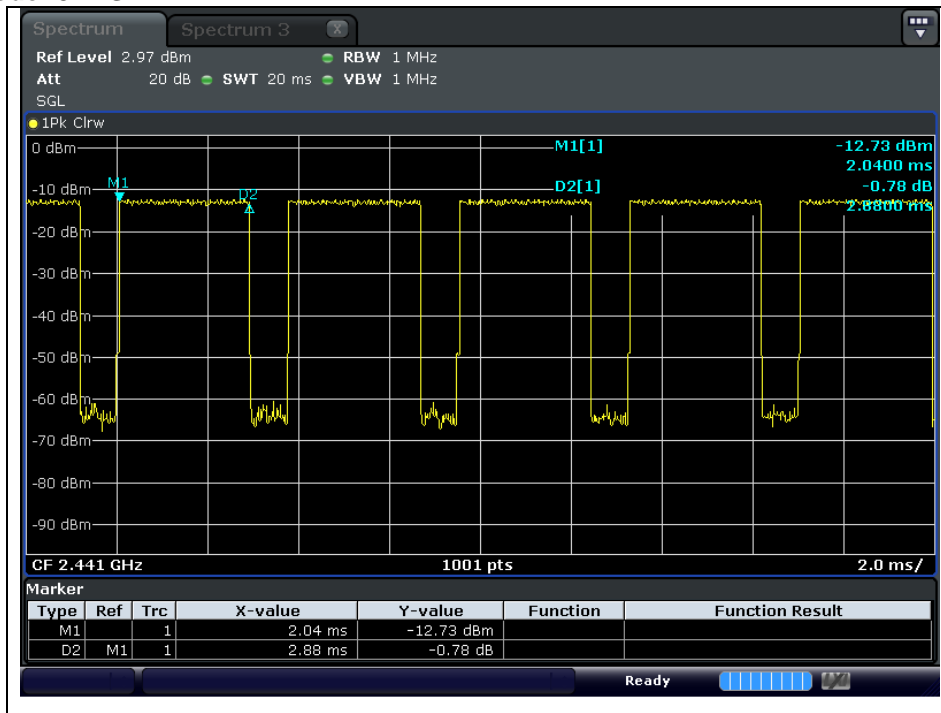 Spectrum Spectrum 3 X
Ref Level 2.97 dBm RBW 1 MHz
Att 20 dB SWT 20 ms VBW 1 MHz
SGL
1Pk Clrw
0 dBm M1[1] -12.73 dBm
2.0400 ms
-10 dBm M1 D2 D2[1] -0.78 dB
2.8800 ms
-20 dBm
-30 dBm
-40 dBm
-50 dBm
-60 dBm
-70 dBm
-80 dBm
-90 dBm
CF 2.441 GHz 1001 pts 2.0 ms/
Marker
Type Ref Trc X-value Y-value Function Function Result
M1 1 2.04 ms -12.73 dBm
D2 M1 1 2.88 ms -0.78 dB
Ready